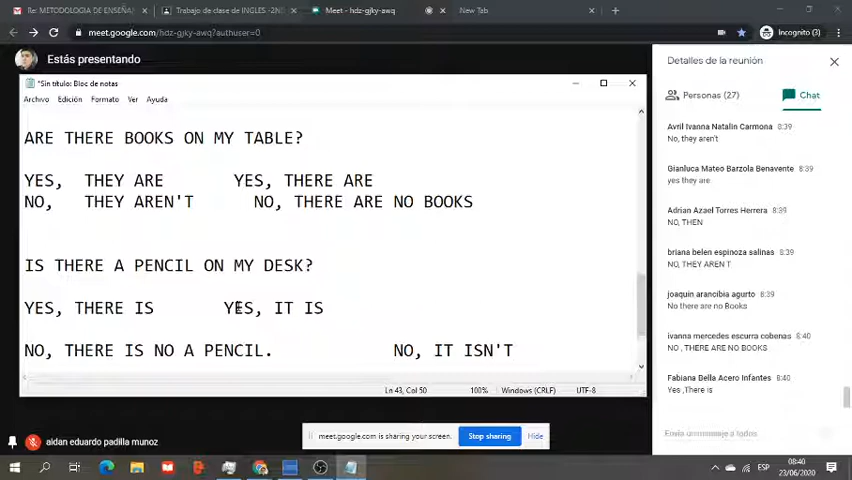 Re: METODOLOGIA DE ENSEÑA
Trabajo de clase de INGLES -2ND
Meet - hdz-gjky-awq
New Tab
meet.google.com/hdz-gjky-awq?authuser=0
Incognito (3)
Estás presentando
*Sin título: Bloc de notas
Archivo Edición Formato Ver Ayuda
ARE THERE BOOKS ON MY TABLE?
YES, THEY ARE YES, THERE ARE
NO, THEY AREN'T NO, THERE ARE NO BOOKS
IS THERE A PENCIL ON MY DESK?
YES, THERE IS YES, IT IS
NO, THERE IS NO A PENCIL. NO, IT ISN'T
Ln 43, Col 50 100% Windows (CRLF) UTF-8
aidan eduardo padilla munoz
meet.google.com is sharing your screen. Stop sharing Hide
Detalles de la reunión
Personas (27) Chat
Avril Ivanna Natalin Carmona 8:39
No, they aren't
Gianluca Mateo Barzola Benavente 8:39
yes they are
Adrian Azael Torres Herrera 8:39
NO, THEN
briana belen espinoza salinas 8:39
NO, THEY AREN T
joaquin arancibia agurto 8:39
No there are no Books
ivanna mercedes escurra cobenas 8:40
NO , THERE ARE NO BOOKS
Fabiana Bella Acero Infantes 8:40
Yes ,There is
Envía un mensaje a todos
ESP
08:40
23/06/2020